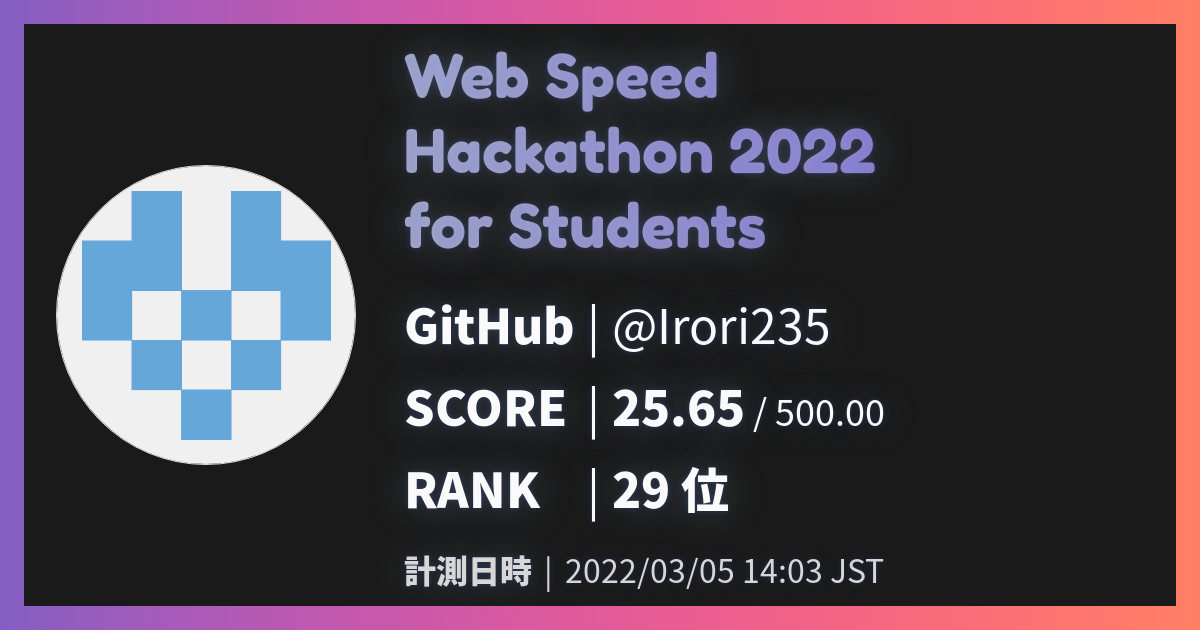 Web Speed
Hackathon 2022
for Students
GitHub | @Irori235
SCORE | 25.65 / 500.00
RANK | 29 位
計測日時 | 2022/03/05 14:03 JST